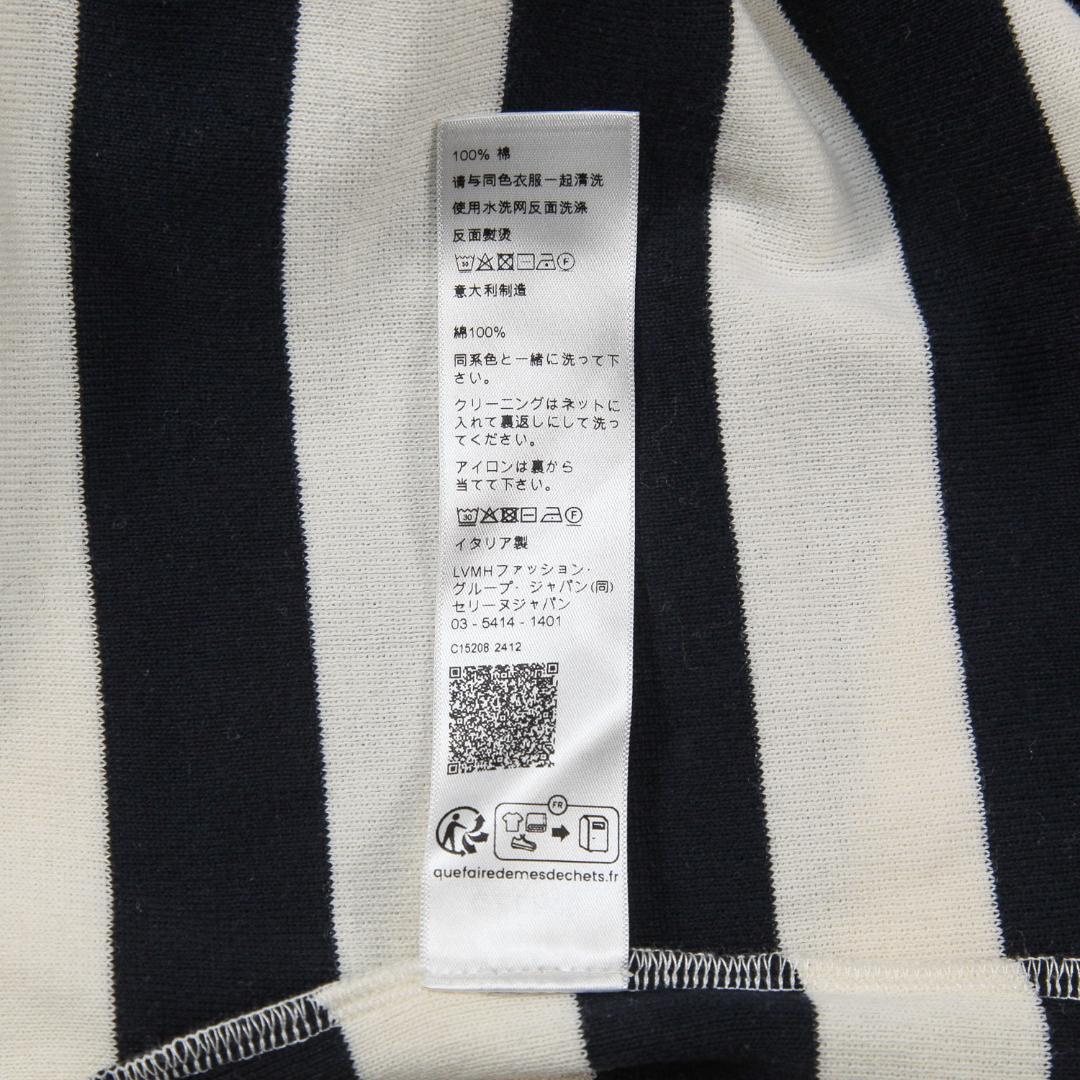 100% 棉
请与同色衣服一起清洗
使用水洗网反面洗涤
反面熨烫
30 F
意大利制造
綿100%
同系色と一緒に洗って下
さい。
クリーニングはネットに
入れて裏返しにして洗っ
てください。
アイロンは裏から
当てて下さい。
30 F
イタリア製
LVMHファッション·
グループ· ジャパン(同)
セリーヌジャパン
03 - 5414 - 1401
C15208 2412
FR
quefairedemesdechets.fr